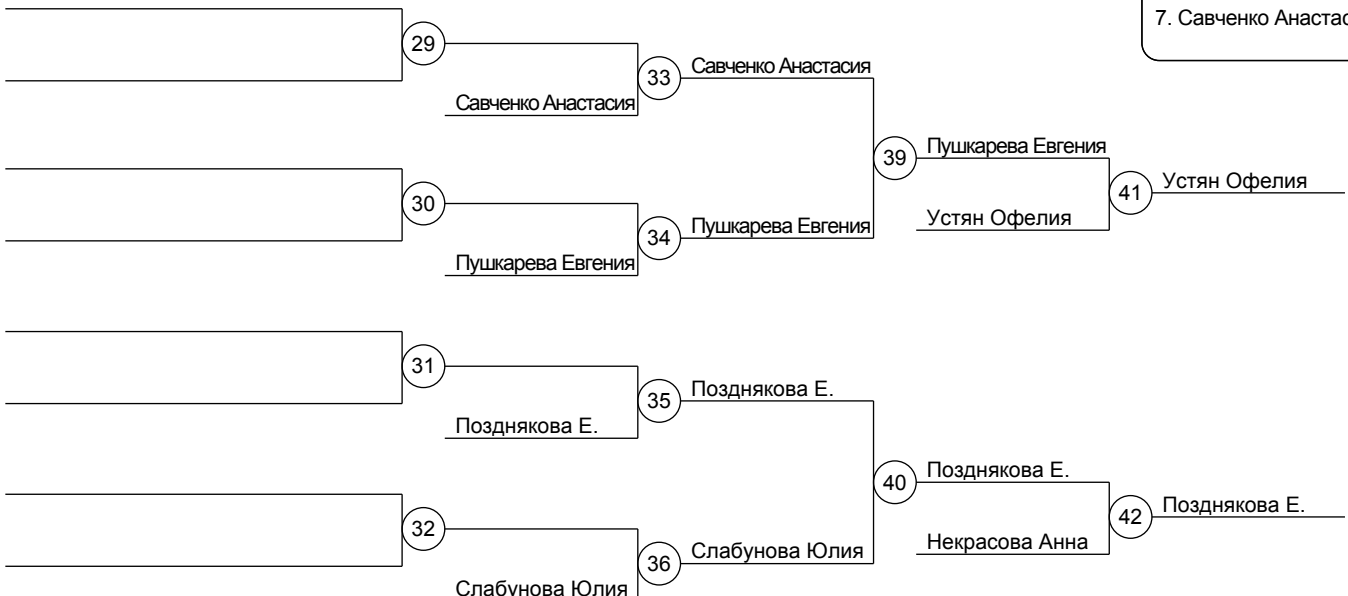 7. Савченко
29
33
Савченко Анастасия
Савченко Анастасия
39
Пушкарева Евгения
41
Устян Офелия
30
34
Пушкарева Евгения
Устян Офелия
Пушкарева Евгения
31
35
Позднякова Е.
Позднякова Е.
40
Позднякова Е.
42
Позднякова Е.
32
36
Слабунова Юлия
Некрасова Анна
Слабунова Юлия